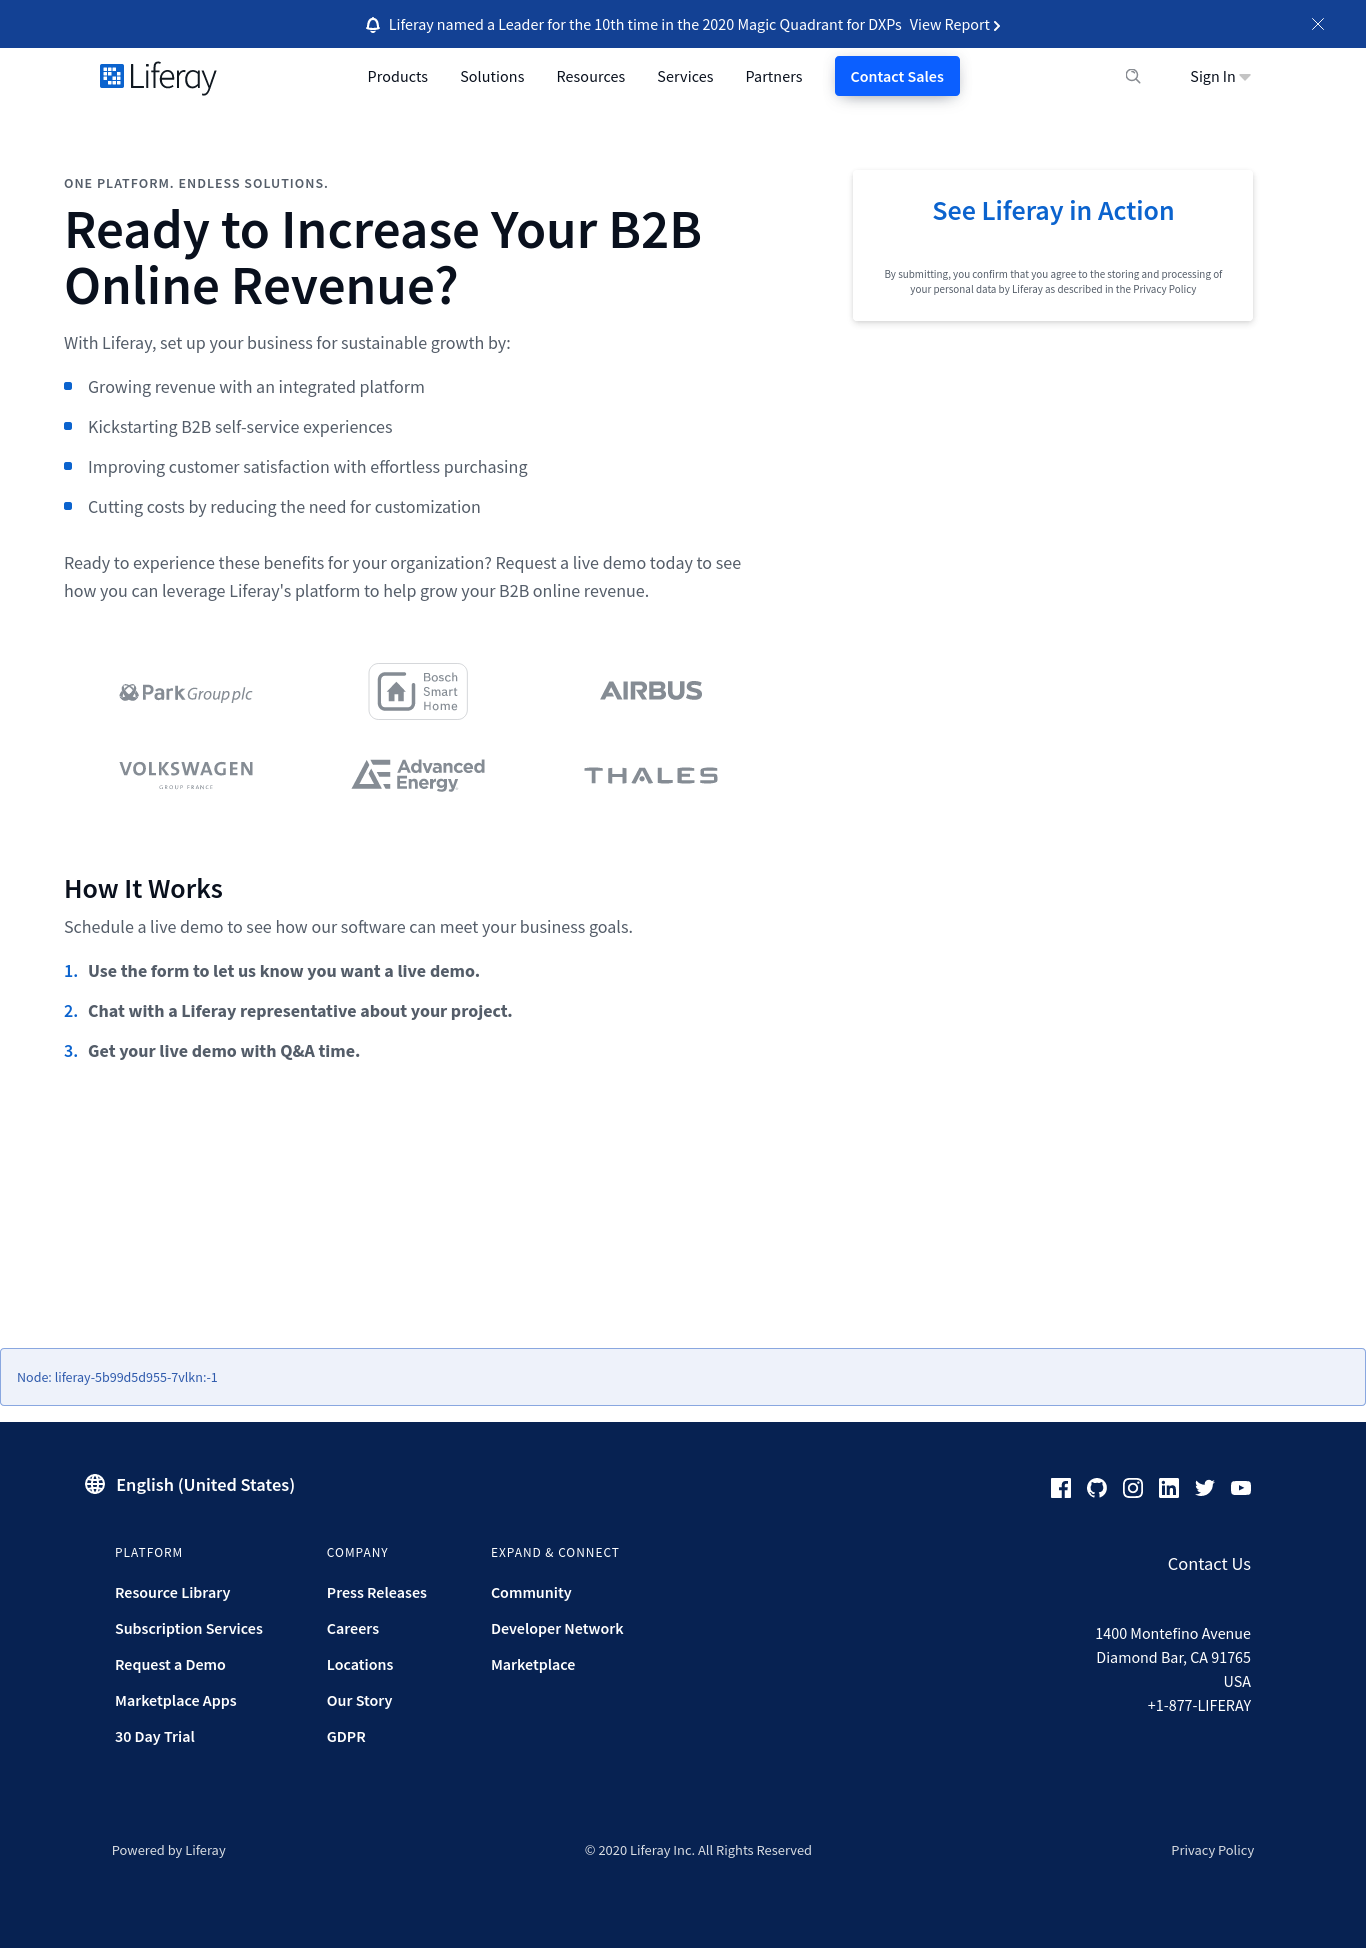 Liferay named a Leader for the 10th time in the 2020 Magic Quadrant for DXPs View Report
Liferay
Products Solutions Resources Services Partners Contact Sales Sign In
ONE PLATFORM. ENDLESS SOLUTIONS.
Ready to Increase Your B2B
Online Revenue?
With Liferay, set up your business for sustainable growth by:
Growing revenue with an integrated platform
Kickstarting B2B self-service experiences
Improving customer satisfaction with effortless purchasing
Cutting costs by reducing the need for customization
Ready to experience these benefits for your organization? Request a live demo today to see
how you can leverage Liferay's platform to help grow your B2B online revenue.
See Liferay in Action
By submitting, you confirm that you agree to the storing and processing of
your personal data by Liferay as described in the Privacy Policy
Park Group plc
Bosch
Smart
Home
AIRBUS
VOLKSWAGEN
GROUP FRANCE
Advanced
Energy
THALES
How It Works
Schedule a live demo to see how our software can meet your business goals.
1. Use the form to let us know you want a live demo.
2. Chat with a Liferay representative about your project.
3. Get your live demo with Q&A time.
Node: liferay-5b99d5d955-7vlkn:-1
English (United States)
PLATFORM
Resource Library
Subscription Services
Request a Demo
Marketplace Apps
30 Day Trial
COMPANY
Press Releases
Careers
Locations
Our Story
GDPR
EXPAND & CONNECT
Community
Developer Network
Marketplace
Contact Us
1400 Montefino Avenue
Diamond Bar, CA 91765
USA
+1-877-LIFERAY
Powered by Liferay
© 2020 Liferay Inc. All Rights Reserved
Privacy Policy